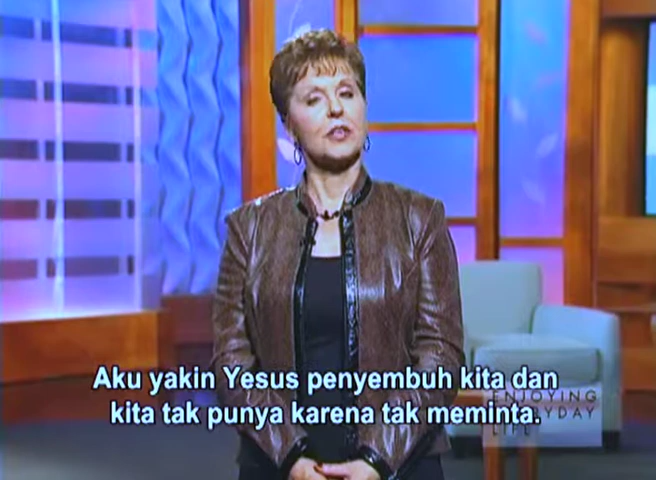 Aku yakin Yesus penyembuh kita dan
kita tak punya karena tak meminta.
ENJOYING
EVERYDAY
LIFE